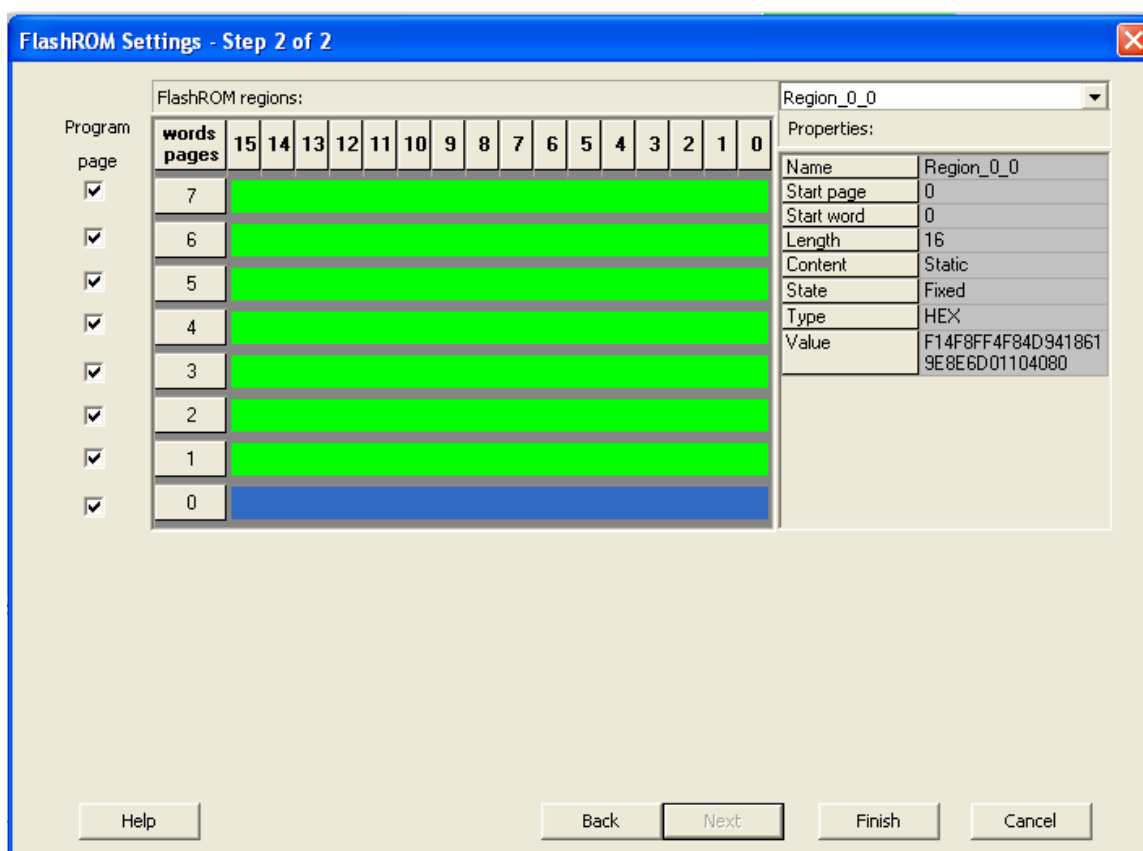 FlashROM Settings - Step 2 of 2
FlashROM regions:
Region_0_0
Program
page
words
pages
15 14 13 12 11 10 9 8 7 6 5 4 3 2 1 0
7
6
5
4
3
2
1
0
Properties:
Name Region_0_0
Start page 0
Start word 0
Length 16
Content Static
State Fixed
Type HEX
Value F14F8FF4F84D941861
9E8E6D01104080
Help Back Next Finish Cancel